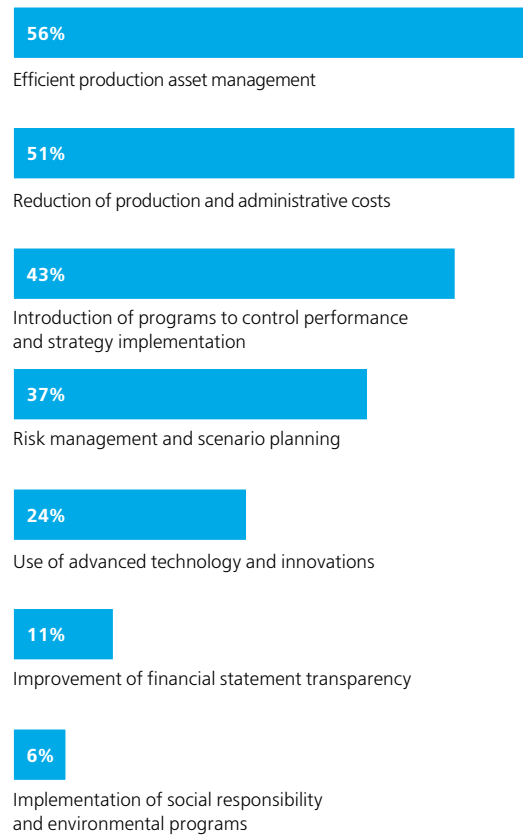 56%
Efficient production asset management
51%
Reduction of production and administrative costs
43%
Introduction of programs to control performance
and strategy implementation
37%
Risk management and scenario planning
24%
Use of advanced technology and innovations
11%
Improvement of financial statement transparency
6%
Implementation of social responsibility
and environmental programs